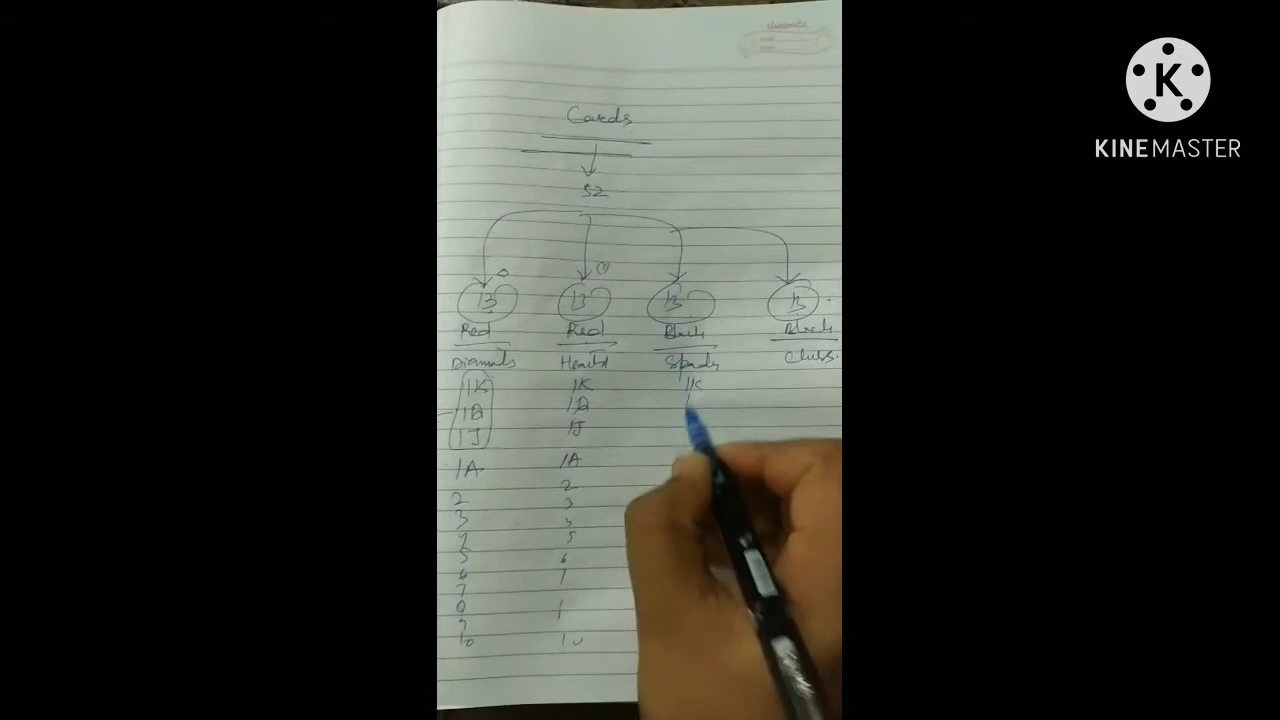 classmate
Cards
52
13 13 13 13
Red Red Black Black
Diamonds Hearts Spades Clubs.
1K 1K 1K
1Q 1Q 1
1J 1J
1A 1A
2 2
3 3
4
5 5
6 6
7 7
8
9
10 10
K
KINEMASTER